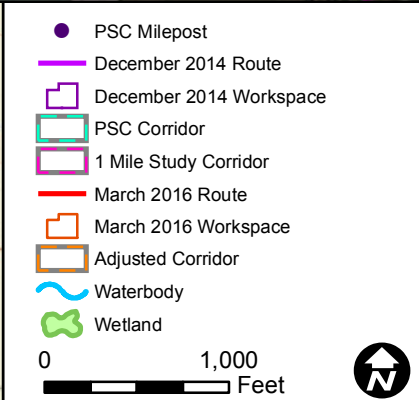 PSC Milepost
December 2014 Route
December 2014 Workspace
PSC Corridor
1 Mile Study Corridor
March 2016 Route
March 2016 Workspace
Adjusted Corridor
Waterbody
Wetland
0 1,000
Feet
N